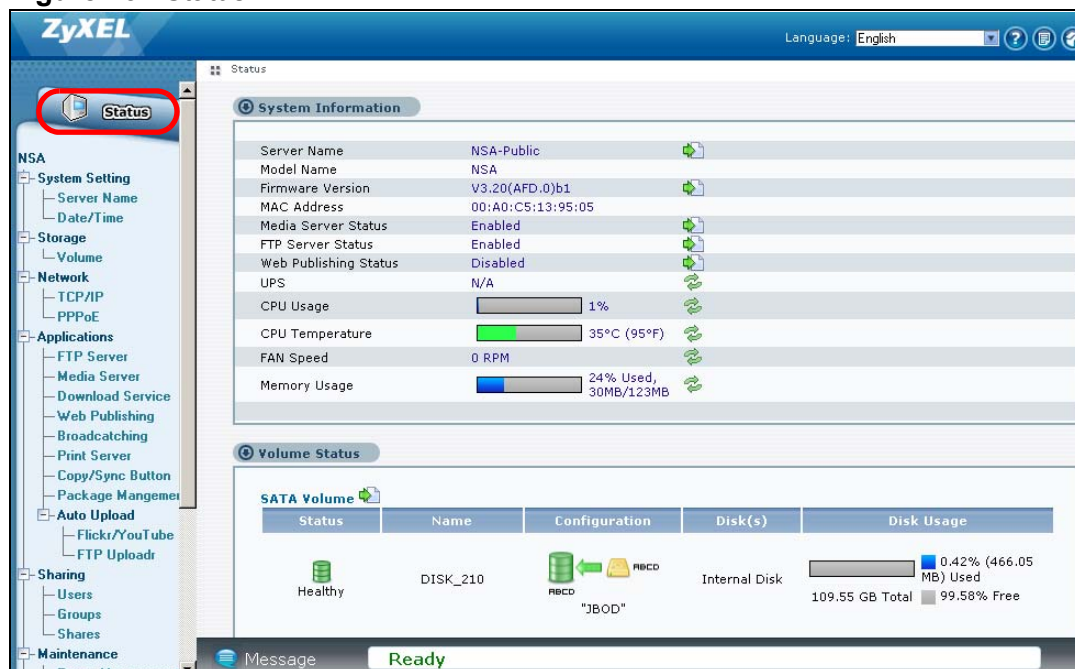 ZyXEL
Language: English
Status
Status
NSA
System Setting
Server Name
Date/Time
Storage
Volume
Network
TCP/IP
PPPoE
Applications
FTP Server
Media Server
Download Service
Web Publishing
Broadcatching
Print Server
Copy/Sync Button
Package Mangemen
Auto Upload
Flickr/YouTube
FTP Uploadr
Sharing
Users
Groups
Shares
Maintenance
System Information
Server Name NSA-Public
Model Name NSA
Firmware Version V3.20(AFD.0)b1
MAC Address 00:A0:C5:13:95:05
Media Server Status Enabled
FTP Server Status Enabled
Web Publishing Status Disabled
UPS N/A
CPU Usage 1%
CPU Temperature 35°C (95°F)
FAN Speed 0 RPM
Memory Usage 24% Used,
30MB/123MB
Volume Status
SATA Volume
Status Name Configuration Disk(s) Disk Usage
Healthy
DISK_210
ABCD
ABCD
"JBOD"
Internal Disk
0.42% (466.05
MB) Used
109.55 GB Total 99.58% Free
Message Ready